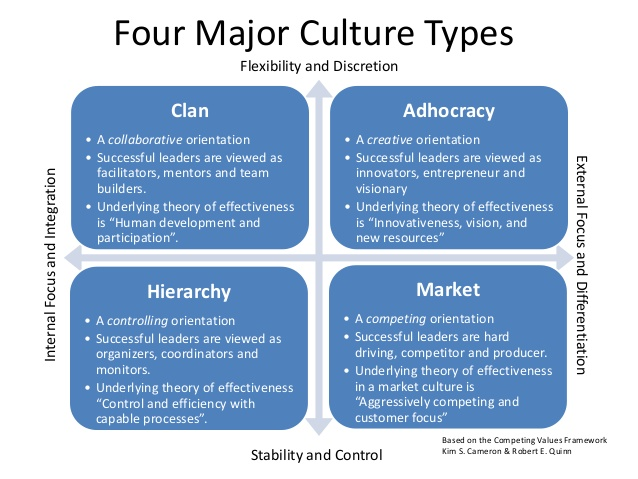 Four Major Culture Types
Flexibility and Discretion
Clan
• A collaborative orientation
• Successful leaders are viewed as
facilitators, mentors and team
builders.
• Underlying theory of effectiveness
is “Human development and
participation”.
Adhocracy
• A creative orientation
• Successful leaders are viewed as
innovators, entrepreneur and
visionary
• Underlying theory of effectiveness
is “Innovativeness, vision, and
new resources”
Internal Focus and Integration
External Focus and Differentiation
Hierarchy
• A controlling orientation
• Successful leaders are viewed as
organizers, coordinators and
monitors.
• Underlying theory of effectiveness
“Control and efficiency with
capable processes”.
Market
• A competing orientation
• Successful leaders are hard
driving, competitor and producer.
• Underlying theory of effectiveness
in a market culture is
“Aggressively competing and
customer focus”
Stability and Control
Based on the Competing Values Framework
Kim S. Cameron & Robert E. Quinn